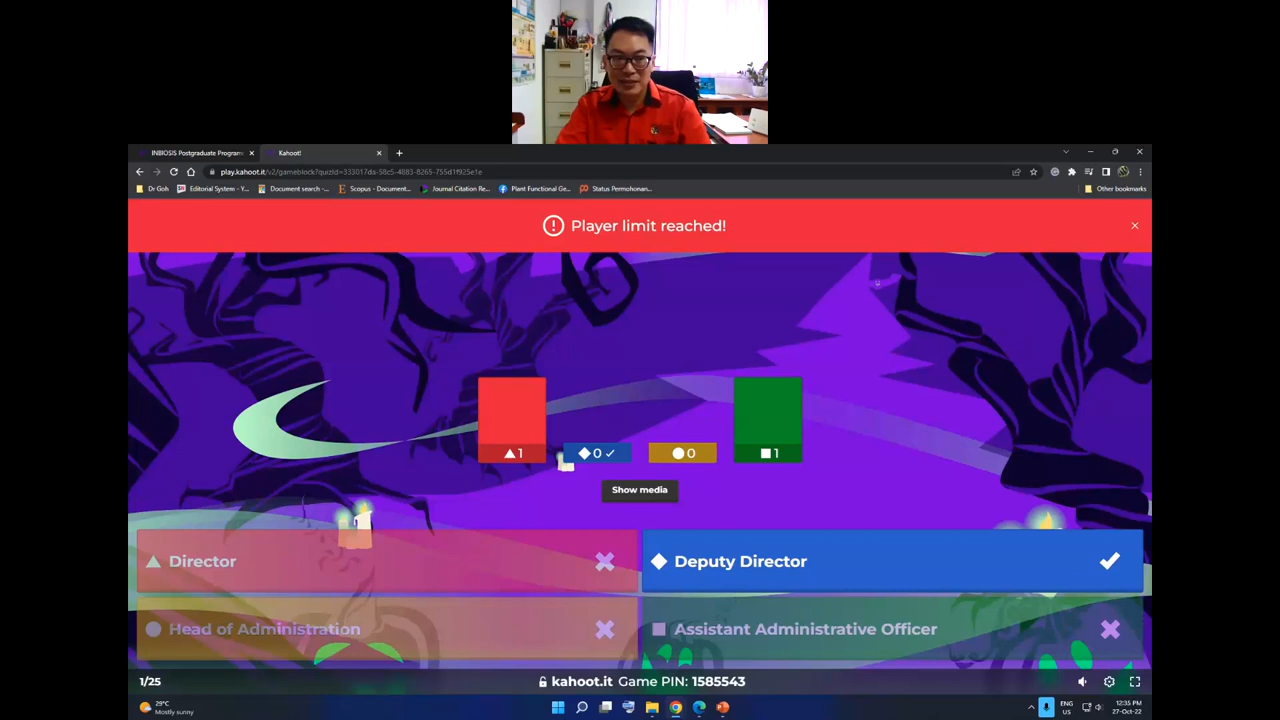 INBIOSIS Postgraduate Program
Kahoot!
play.kahoot.it/v2/gameblock?quizId=333017da-58c5-4883-8265-755d1f925e1e
Dr Goh
Editorial System - Y...
Document search -...
Scopus - Document...
Journal Citation Re...
Plant Functional Ge...
Status Permohonan...
Other bookmarks
Player limit reached!
1
0
0
1
Show media
Director
Deputy Director
Head of Administration
Assistant Administrative Officer
1/25
kahoot.it Game PIN: 1585543
29°C
Mostly sunny
ENG
US
12:35 PM
27-Oct-22